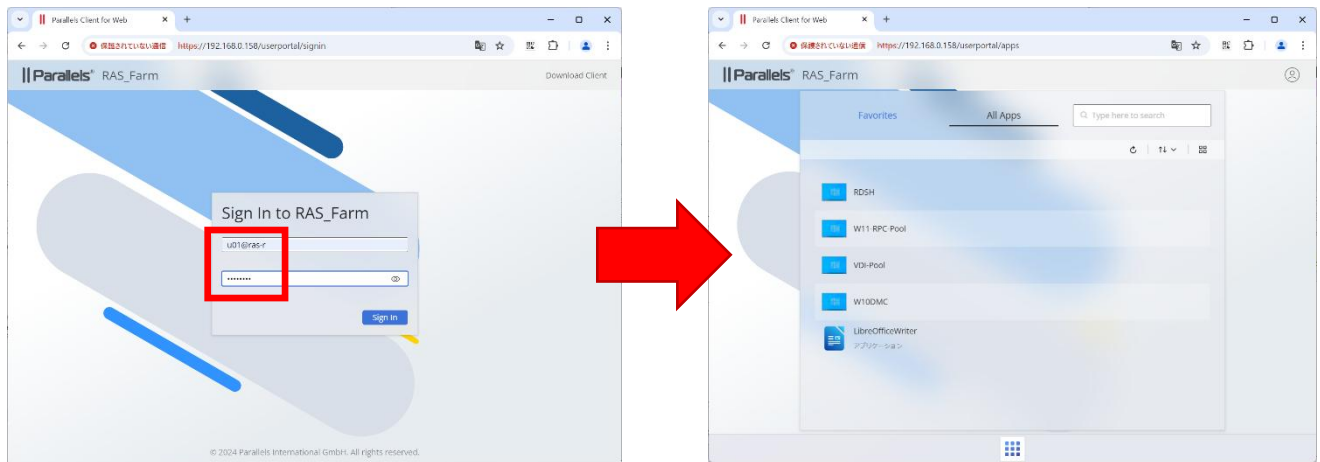 Parallels Client for Web
保護されていない通信 https://192.168.0.158/userportal/signin
Parallels® RAS_Farm
Download Client
Sign In to RAS_Farm
u01@ras-r
••••••••
Sign In
© 2024 Parallels International GmbH. All rights reserved.
Parallels Client for Web
保護されていない通信 https://192.168.0.158/userportal/apps
Parallels® RAS_Farm
Favorites
All Apps
Type here to search
RDSH
W11-RPC-Pool
VDI-Pool
W10DMC
LibreOfficeWriter
アプリケーション